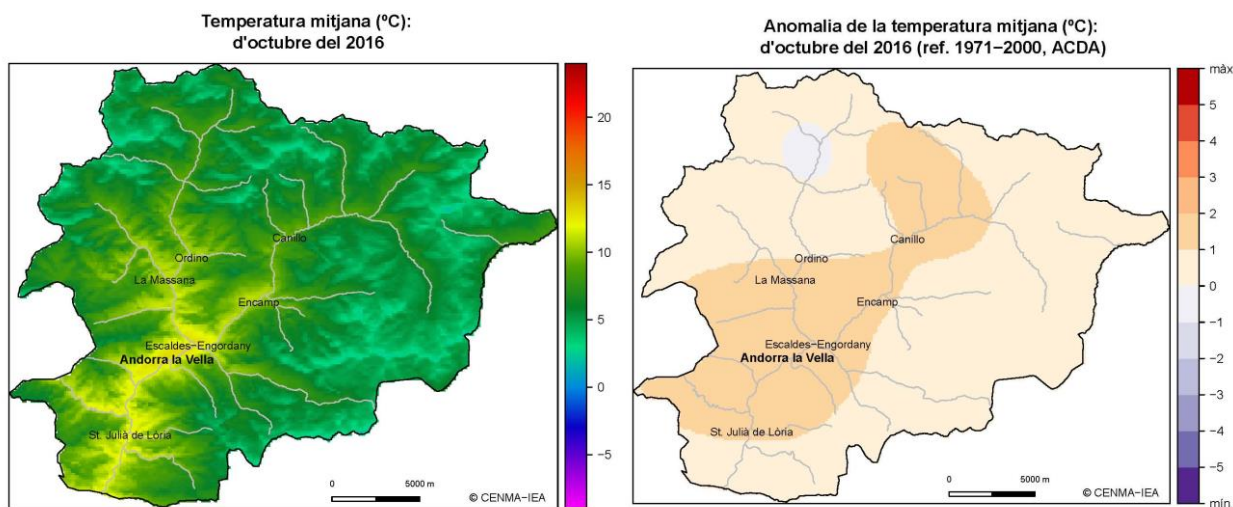 Temperatura mitjana (ºC):
d'octubre del 2016
20
15
10
5
0
−5
Canillo
Ordino
La Massana
Encamp
Escaldes−Engordany
Andorra la Vella
St. Julià de Lòria
0 5000 m
© CENMA−IEA
Anomalia de la temperatura mitjana (ºC):
d'octubre del 2016 (ref. 1971−2000, ACDA)
màx
5
4
3
2
1
0
−1
−2
−3
−4
−5
mín
Canillo
Ordino
La Massana
Encamp
Escaldes−Engordany
Andorra la Vella
St. Julià de Lòria
0 5000 m
© CENMA−IEA